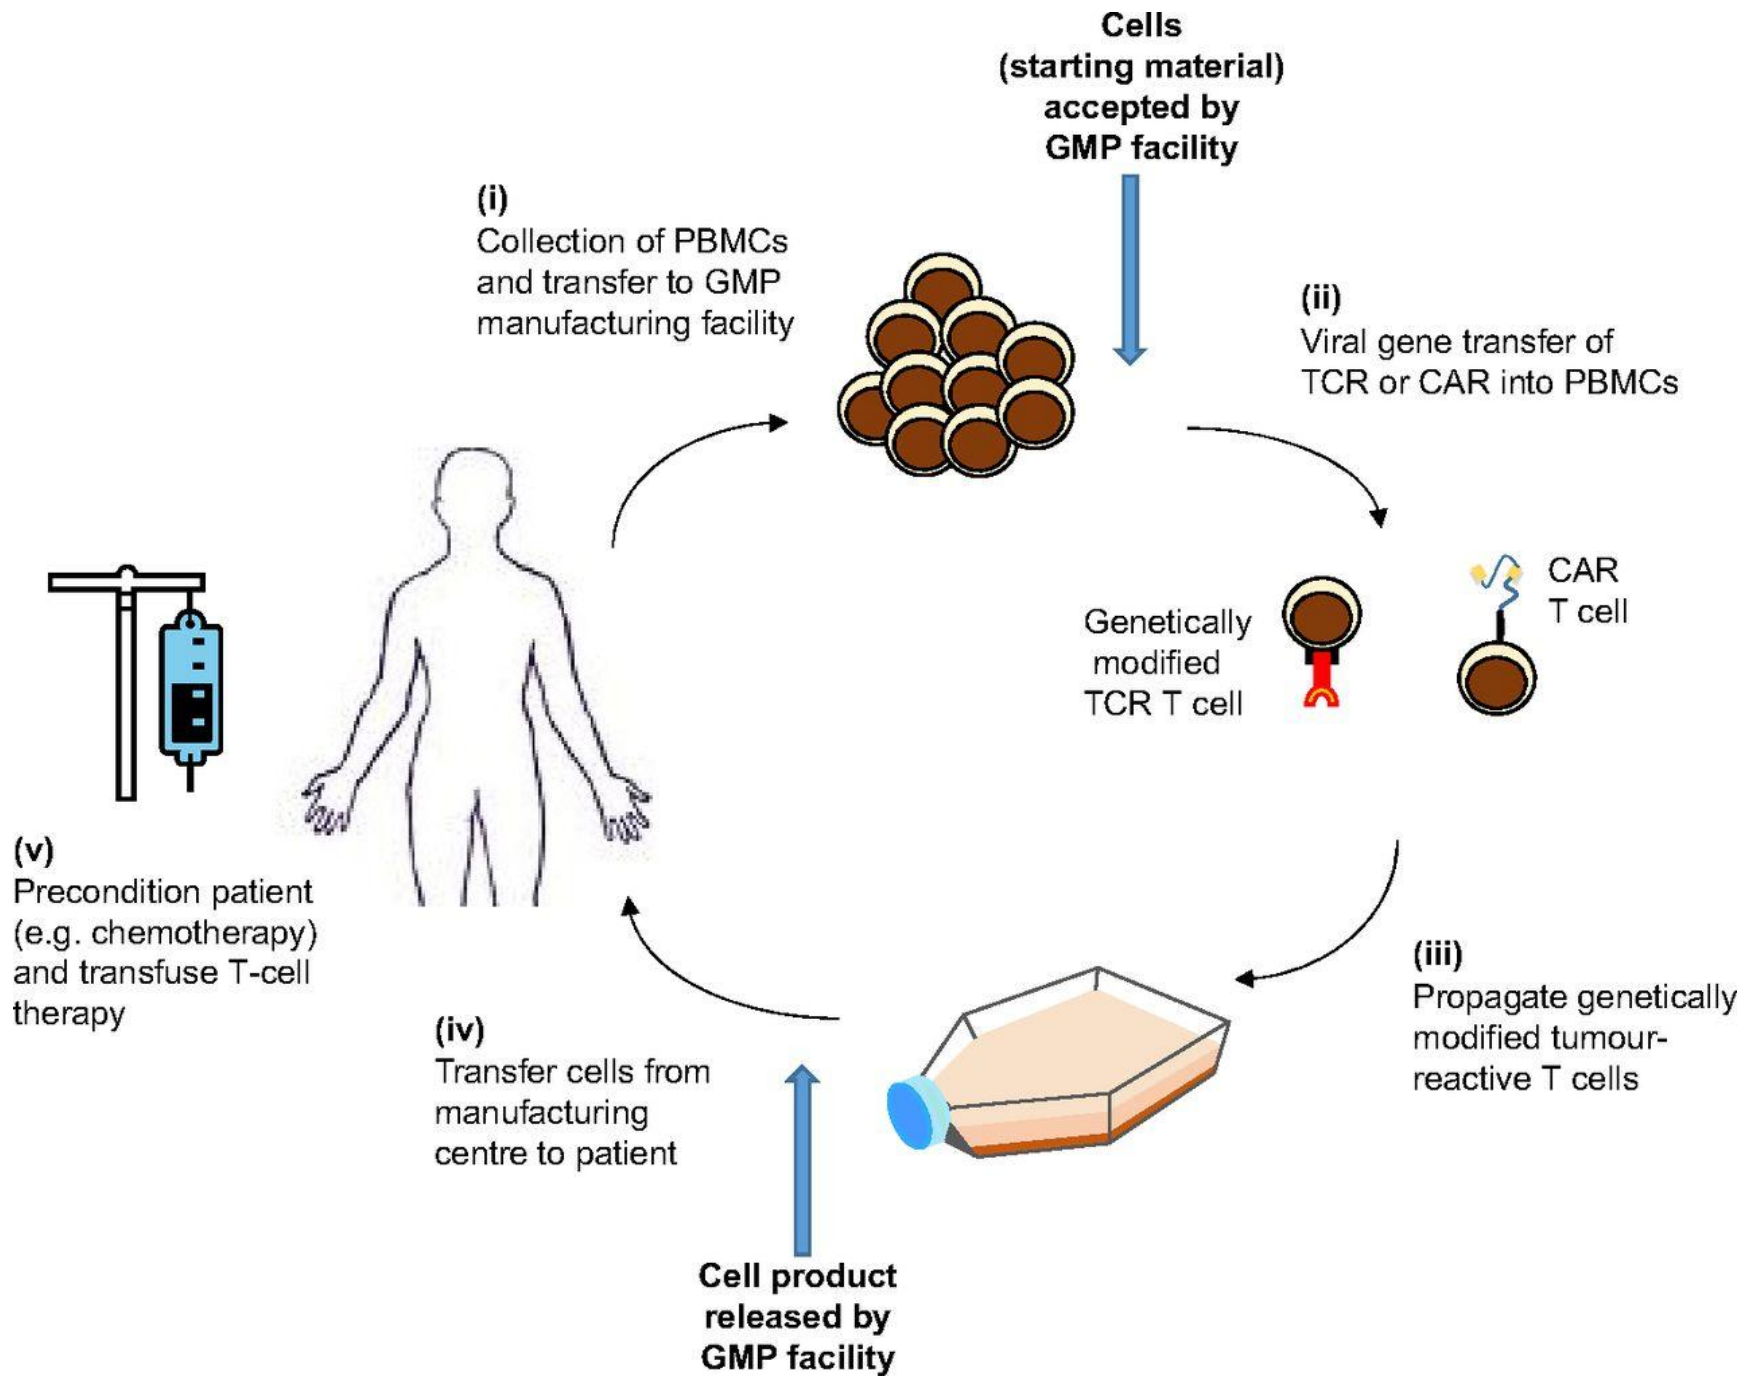 Cells
(starting material)
accepted by
GMP facility
(i)
Collection of PBMCs
and transfer to GMP
manufacturing facility
(ii)
Viral gene transfer of
TCR or CAR into PBMCs
Genetically
modified
TCR T cell
CAR
T cell
(iii)
Propagate genetically
modified tumour-
reactive T cells
(iv)
Transfer cells from
manufacturing
centre to patient
(v)
Precondition patient
(e.g. chemotherapy)
and transfuse T-cell
therapy
Cell product
released by
GMP facility